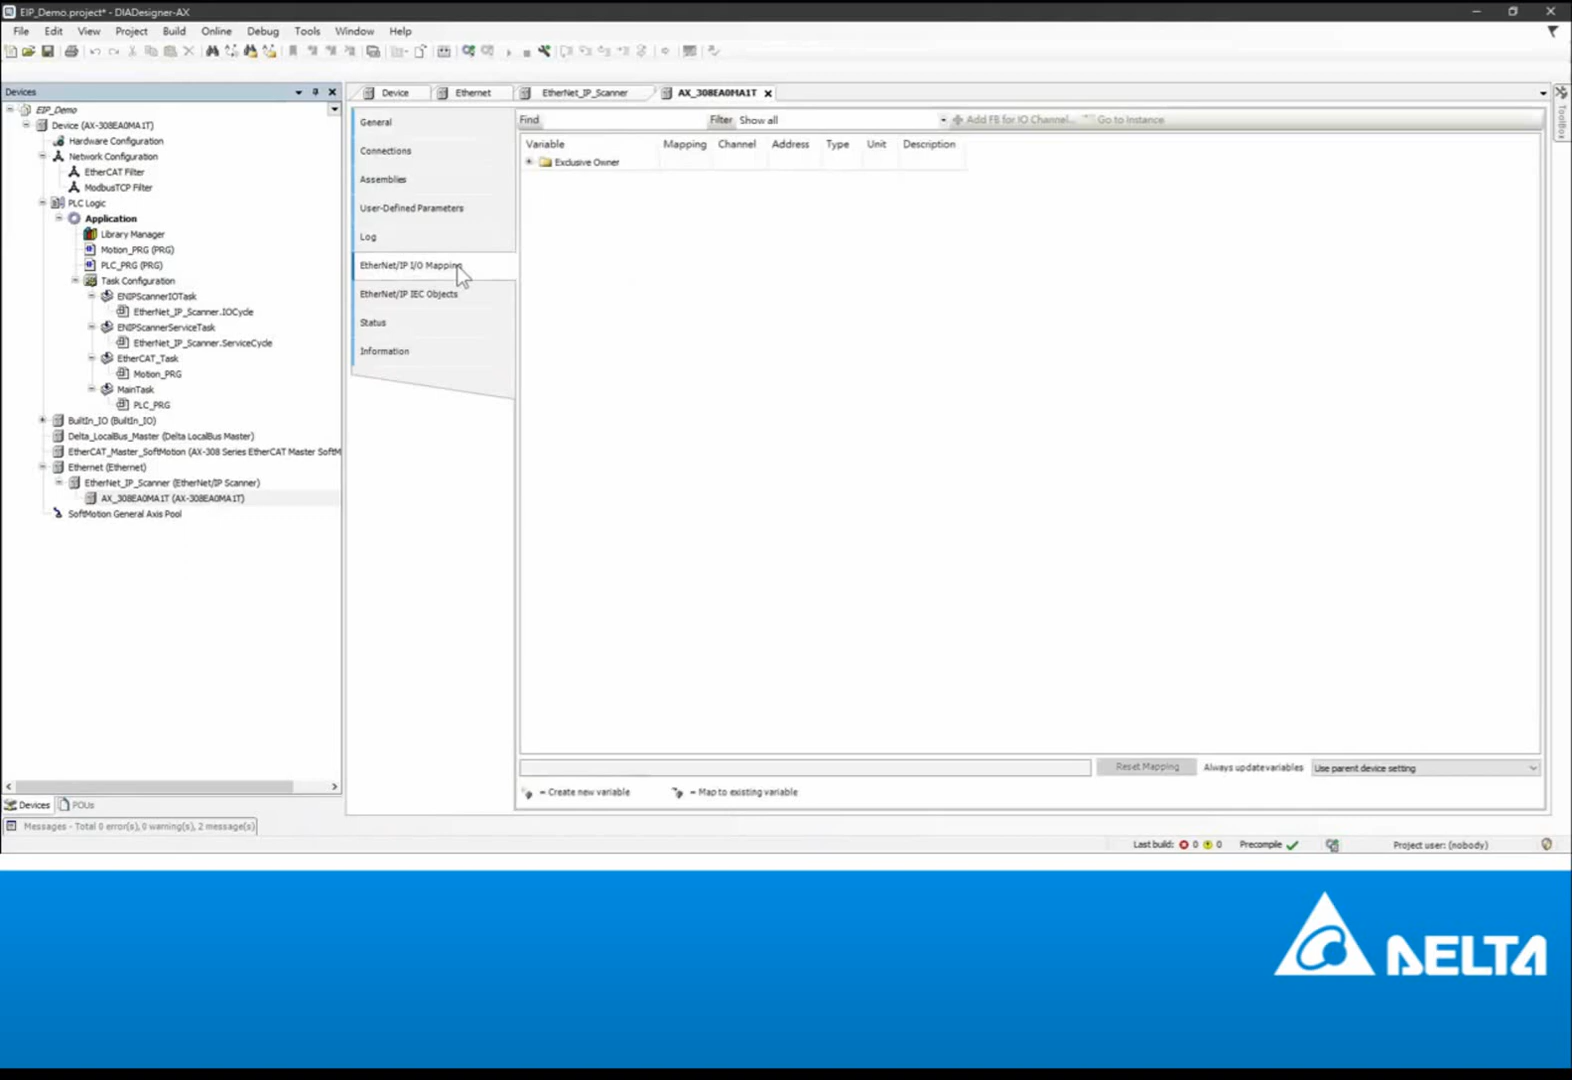 EIP_Demo.project* - DIADesigner-AX
File Edit View Project Build Online Debug Tools Window Help
Devices
EIP_Demo
Device (AX-308EA0MA1T)
Hardware Configuration
Network Configuration
EtherCAT Filter
ModbusTCP Filter
PLC Logic
Application
Library Manager
Motion_PRG (PRG)
PLC_PRG (PRG)
Task Configuration
ENIPScannerIOTask
EtherNet_IP_Scanner.IOCycle
ENIPScannerServiceTask
EtherNet_IP_Scanner.ServiceCycle
EtherCAT_Task
Motion_PRG
MainTask
PLC_PRG
BuiltIn_IO (BuiltIn_IO)
Delta_LocalBus_Master (Delta LocalBus Master)
EtherCAT_Master_SoftMotion (AX-308 Series EtherCAT Master SoftM
Ethernet (Ethernet)
EtherNet_IP_Scanner (EtherNet/IP Scanner)
AX_308EA0MA1T (AX-308EA0MA1T)
SoftMotion General Axis Pool
Devices POUs
Device Ethernet EtherNet_IP_Scanner AX_308EA0MA1T
General
Connections
Assemblies
User-Defined Parameters
Log
EtherNet/IP I/O Mapping
EtherNet/IP IEC Objects
Status
Information
Find Filter Show all Add FB for IO Channel... Go to Instance
Variable Mapping Channel Address Type Unit Description
Exclusive Owner
Reset Mapping Always update variables Use parent device setting
= Create new variable = Map to existing variable
ToolBox
Messages - Total 0 error(s), 0 warning(s), 2 message(s)
Last build: 0 0 Precompile Project user: (nobody)
DELTA